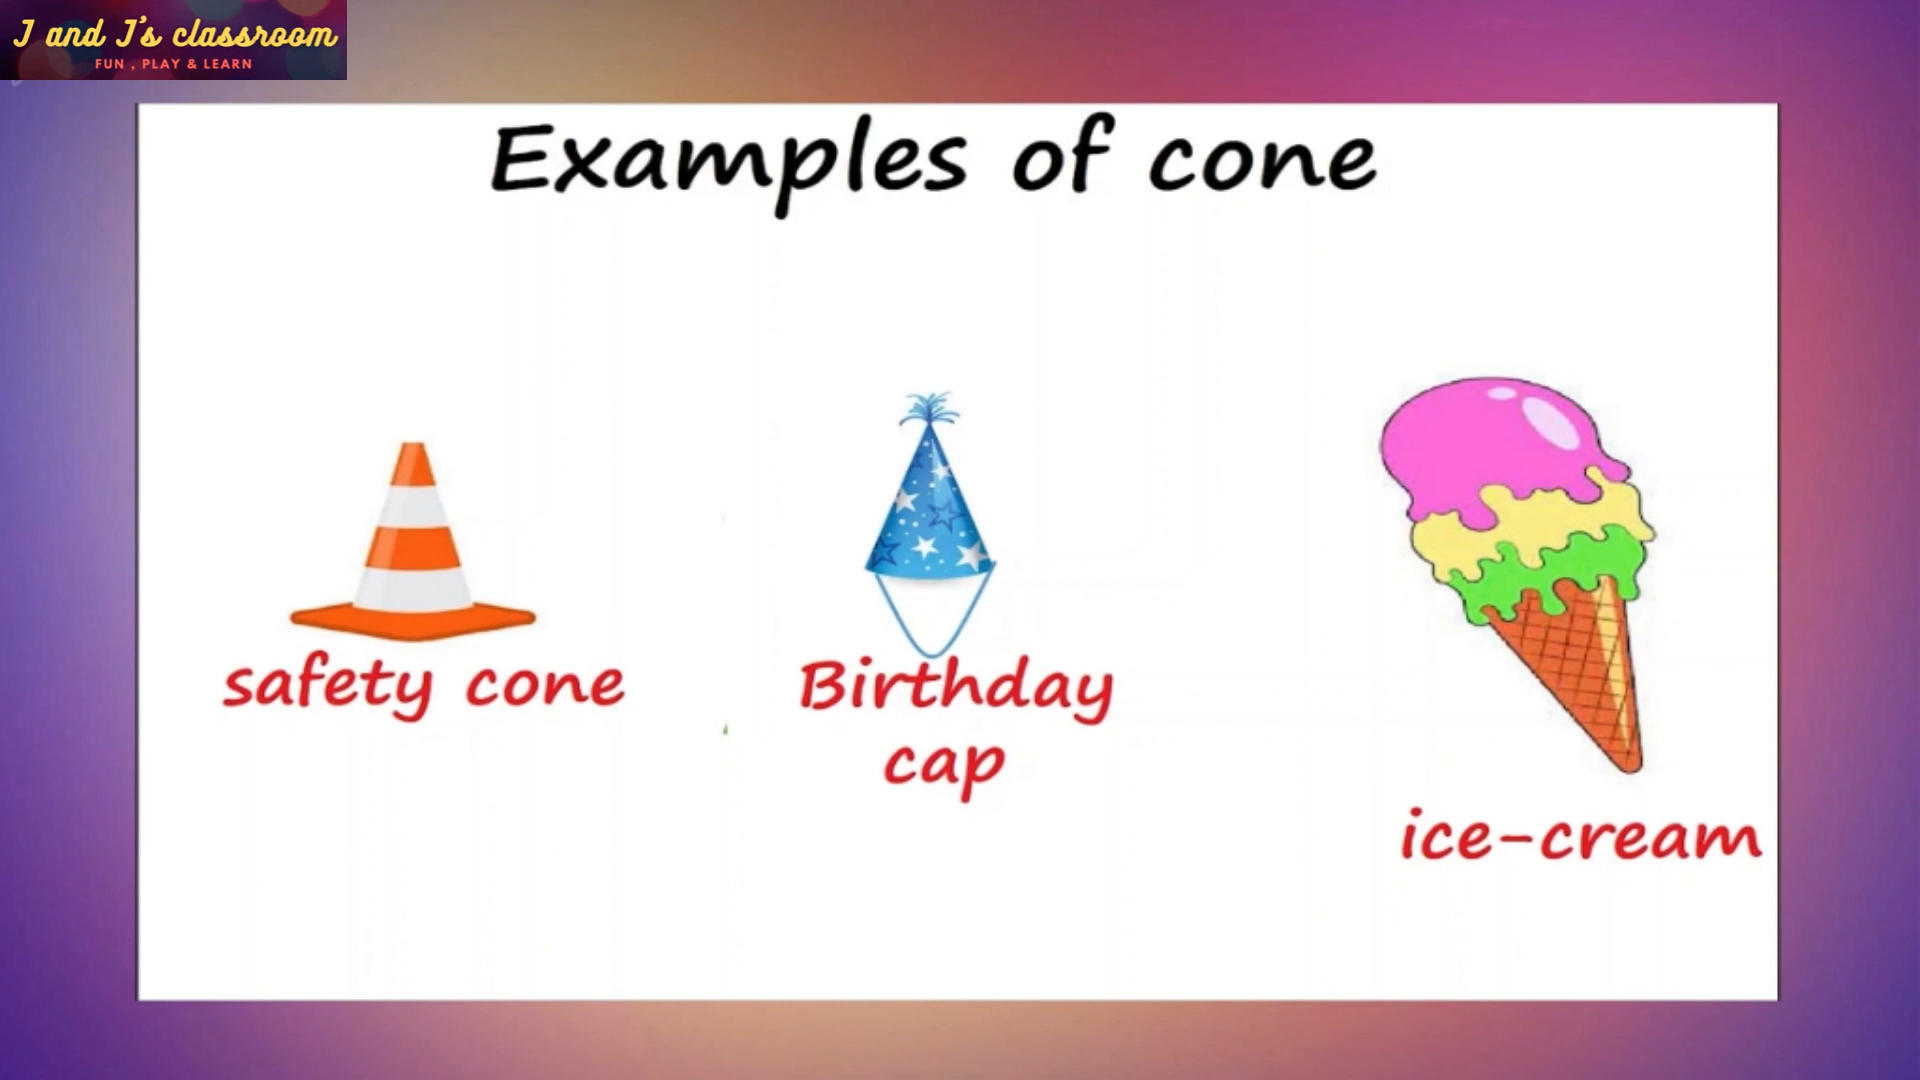 J and J's classroom
FUN , PLAY & LEARN
Examples of cone
safety cone
Birthday
cap
ice-cream